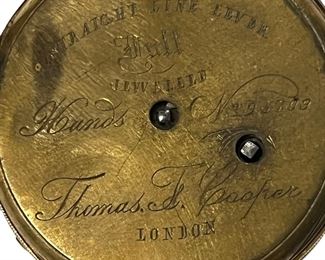 STRAIGHT LINE LEVER
Full
JEWELLED
Hands No
Thomas. F. Cooper
LONDON